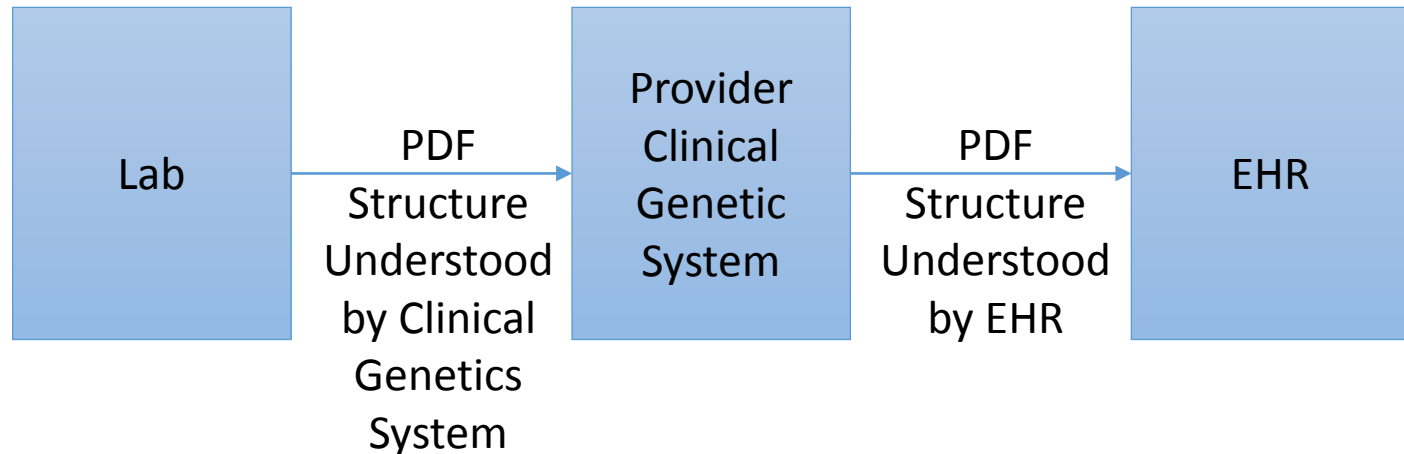 Lab
PDF
Structure
Understood
by Clinical
Genetics
System
Provider
Clinical
Genetic
System
PDF
Structure
Understood
by EHR
EHR